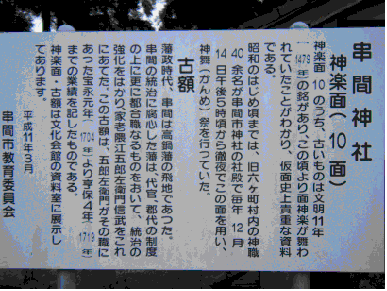 串間神社
神楽面(10面)
神楽面10のうち、古いものは文明11年
(1479年)の銘があり、この頃より面神楽が舞わ
れていたことがわかり、仮面史上貴重な資料
である。
昭和のはじめ頃までは、旧六ヶ町村内の神職
40余名が串間市神社の社殿で毎年12月
14日午後5時頃から徹夜でこの面を用い、
神舞(かんめ)祭を行っていた。
古額
藩政時代、串間は高鍋藩の飛地であった。
串間の統治に腐心した藩は、代官、郡代の制度
の上に更に都合職なるものをおいて、統治の
強化をはかり家老隈江五郎左衛門信武をこれ
にあてた。この古額は、五郎左衛門がその職に
あった宝永元年(1704年)より享保4年(1719年)
までの業績を記したものである。
神楽面・古額は文化会館の資料室に展示し
てあります。
平成11年3月
串間市教育委員会